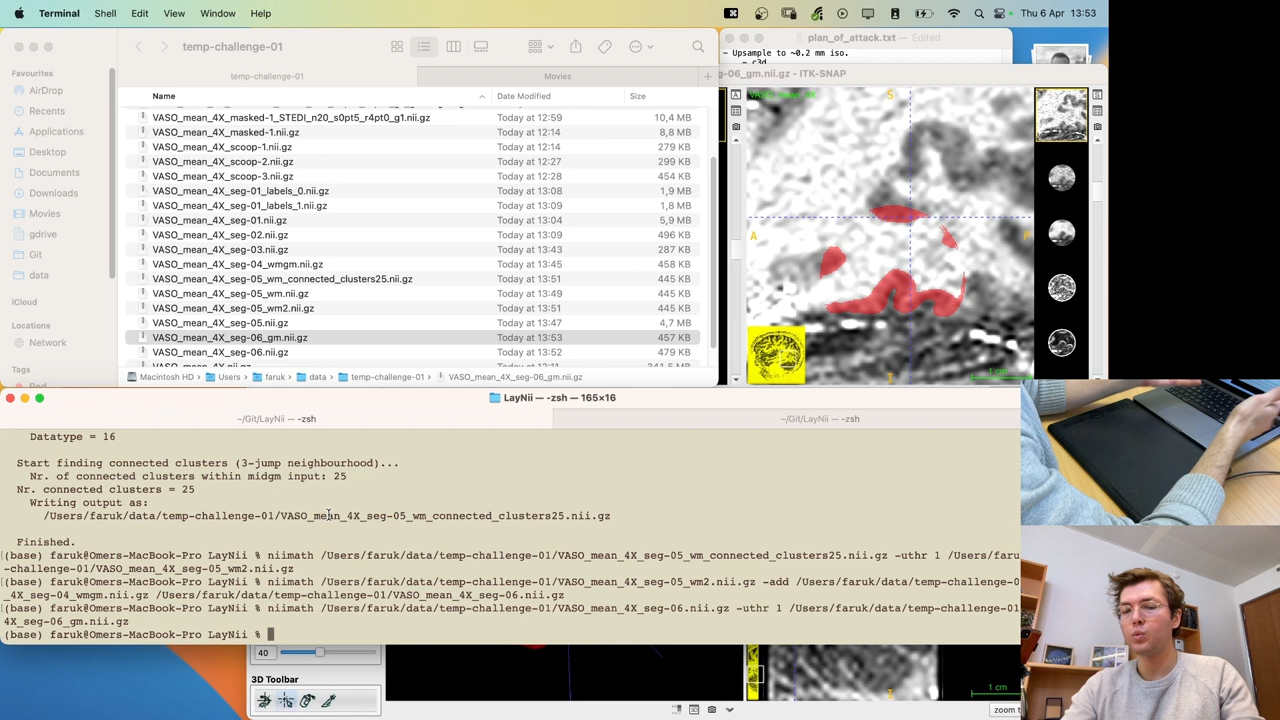 Terminal Shell Edit View Window Help
Thu 6 Apr 13:53
temp-challenge-01
plan_of_attack.txt — Edited
- Upsample to ~0.2 mm iso.
- c3d
g-06_gm.nii.gz - ITK-SNAP
Favourites
AirDrop
Recents
Applications
Desktop
Documents
Downloads
Movies
gdrive
Git
data
iCloud
Locations
Network
Tags
Red
temp-challenge-01
Movies
Name
Date Modified
Size
VASO_mean_4X_masked-1_STEDI_n20_s0pt5_r4pt0_g1.nii.gz Today at 12:59 10,4 MB
VASO_mean_4X_masked-1.nii.gz Today at 12:14 8,8 MB
VASO_mean_4X_scoop-1.nii.gz Today at 12:14 279 KB
VASO_mean_4X_scoop-2.nii.gz Today at 12:27 299 KB
VASO_mean_4X_scoop-3.nii.gz Today at 12:28 454 KB
VASO_mean_4X_seg-01_labels_0.nii.gz Today at 13:08 1,9 MB
VASO_mean_4X_seg-01_labels_1.nii.gz Today at 13:09 1,8 MB
VASO_mean_4X_seg-01.nii.gz Today at 13:04 5,9 MB
VASO_mean_4X_seg-02.nii.gz Today at 13:09 496 KB
VASO_mean_4X_seg-03.nii.gz Today at 13:43 287 KB
VASO_mean_4X_seg-04_wmgm.nii.gz Today at 13:45 458 KB
VASO_mean_4X_seg-05_wm_connected_clusters25.nii.gz Today at 13:51 445 KB
VASO_mean_4X_seg-05_wm.nii.gz Today at 13:49 445 KB
VASO_mean_4X_seg-05_wm2.nii.gz Today at 13:51 445 KB
VASO_mean_4X_seg-05.nii.gz Today at 13:47 4,7 MB
VASO_mean_4X_seg-06_gm.nii.gz Today at 13:53 457 KB
VASO_mean_4X_seg-06.nii.gz Today at 13:52 479 KB
Macintosh HD › Users › faruk › data › temp-challenge-01 › VASO_mean_4X_seg-06_gm.nii.gz
S
A
P
I
1 cm
LayNii — -zsh — 165×16
~/Git/LayNii — -zsh
~/Git/LayNii — -zsh
Datatype = 16
Start finding connected clusters (3-jump neighbourhood)...
Nr. of connected clusters within midgm input: 25
Nr. connected clusters = 25
Writing output as:
/Users/faruk/data/temp-challenge-01/VASO_mean_4X_seg-05_wm_connected_clusters25.nii.gz
Finished.
(base) faruk@Omers-MacBook-Pro LayNii % niimath /Users/faruk/data/temp-challenge-01/VASO_mean_4X_seg-05_wm_connected_clusters25.nii.gz -uthr 1 /Users/faru
-challenge-01/VASO_mean_4X_seg-05_wm2.nii.gz
(base) faruk@Omers-MacBook-Pro LayNii % niimath /Users/faruk/data/temp-challenge-01/VASO_mean_4X_seg-05_wm2.nii.gz -add /Users/faruk/data/temp-challenge-0
_4X_seg-04_wmgm.nii.gz /Users/faruk/data/temp-challenge-01/VASO_mean_4X_seg-06.nii.gz
(base) faruk@Omers-MacBook-Pro LayNii % niimath /Users/faruk/data/temp-challenge-01/VASO_mean_4X_seg-06.nii.gz -uthr 1 /Users/faruk/data/temp-challenge-01
4X_seg-06_gm.nii.gz
(base) faruk@Omers-MacBook-Pro LayNii %
40
3D Toolbar
I
1 cm
zoom t